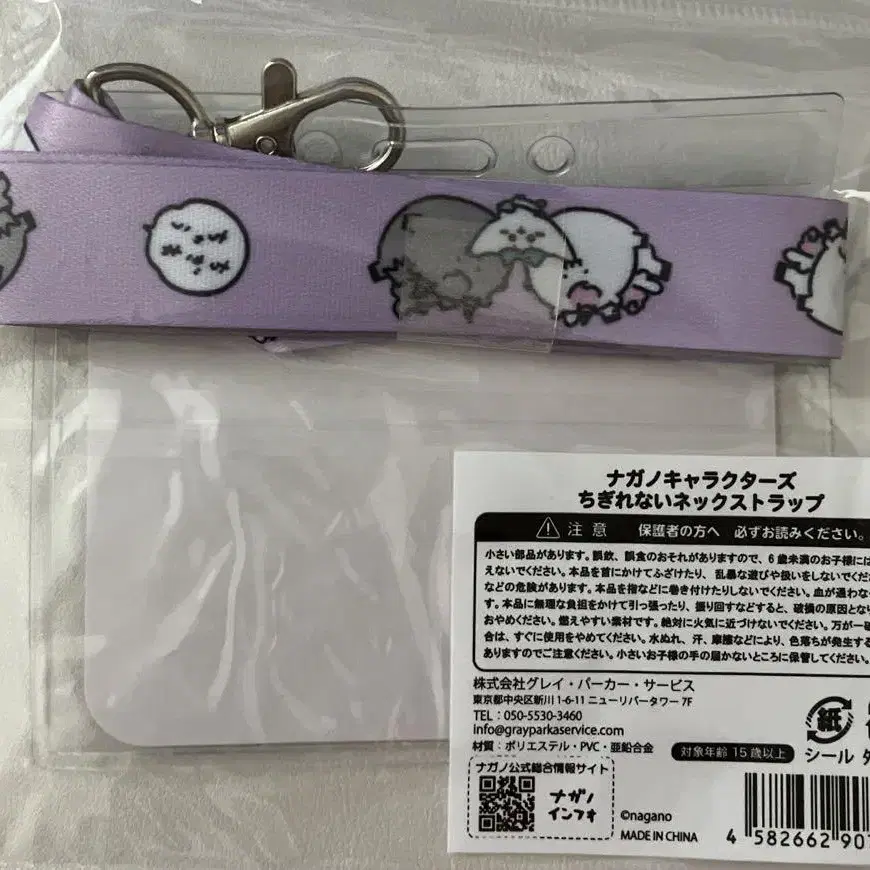 ナガノキャラクターズ
ちぎれないネックストラップ
注意 保護者の方へ 必ずお読みください。
小さい部品があります。誤飲、誤食のおそれがありますので、6歳未満のお子様には
えないでください。本品を首にかけてふざけたり、乱暴な遊びや扱いをしないでくだ
などの危険があります。本品を指などに巻き付けたりしないでください。血が通わな
す。本品に無理な負担をかけて引っ張ったり、振り回すなどすると、破損の原因とな
おやめください。燃えやすい素材です。絶対に火気に近づけないでください。万が一破
合は、すぐに使用をやめてください。水ぬれ、汗、摩擦などにより、色落ちが発生する
ありますのでご注意ください。小さいお子様の手の届かないところに保管してください。
株式会社グレイ・パーカー・サービス
東京都中央区新川1-6-11 ニューリバータワー 7F
TEL：050-5530-3460
info@grayparkaservice.com
材質：ポリエステル・PVC・亜鉛合金
対象年齢 15歳以上
紙
シール
ナガノ公式総合情報サイト
ナガノ
インフォ
©nagano
MADE IN CHINA
4 582662 90